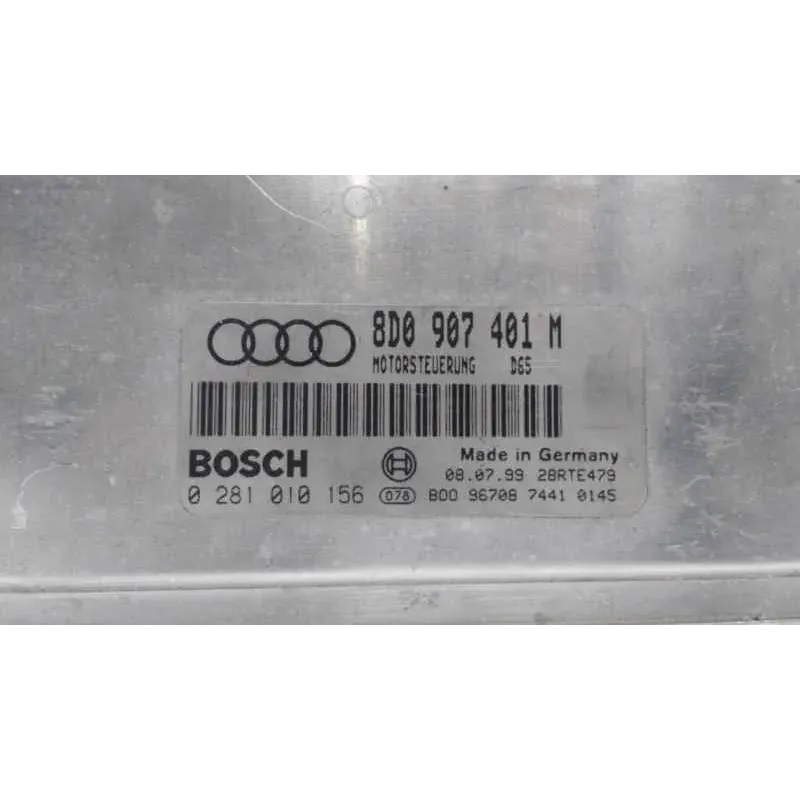 8D0 907 401 M
MOTORSTEUERUNG D65
BOSCH
Made in Germany
08.07.99 28RTE479
0 281 010 156 078 800 96708 7441 0145